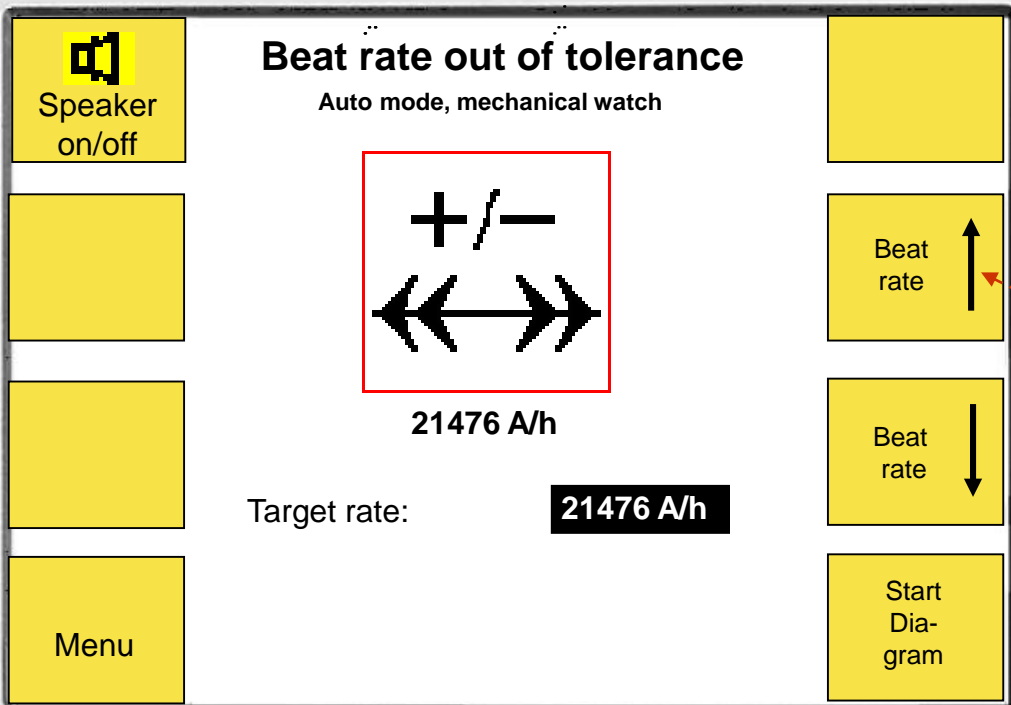 Speaker
on/off
Beat rate out of tolerance
Auto mode, mechanical watch
+/-
21476 A/h
Target rate:
21476 A/h
Beat
rate
Beat
rate
Menu
Start
Dia-
gram